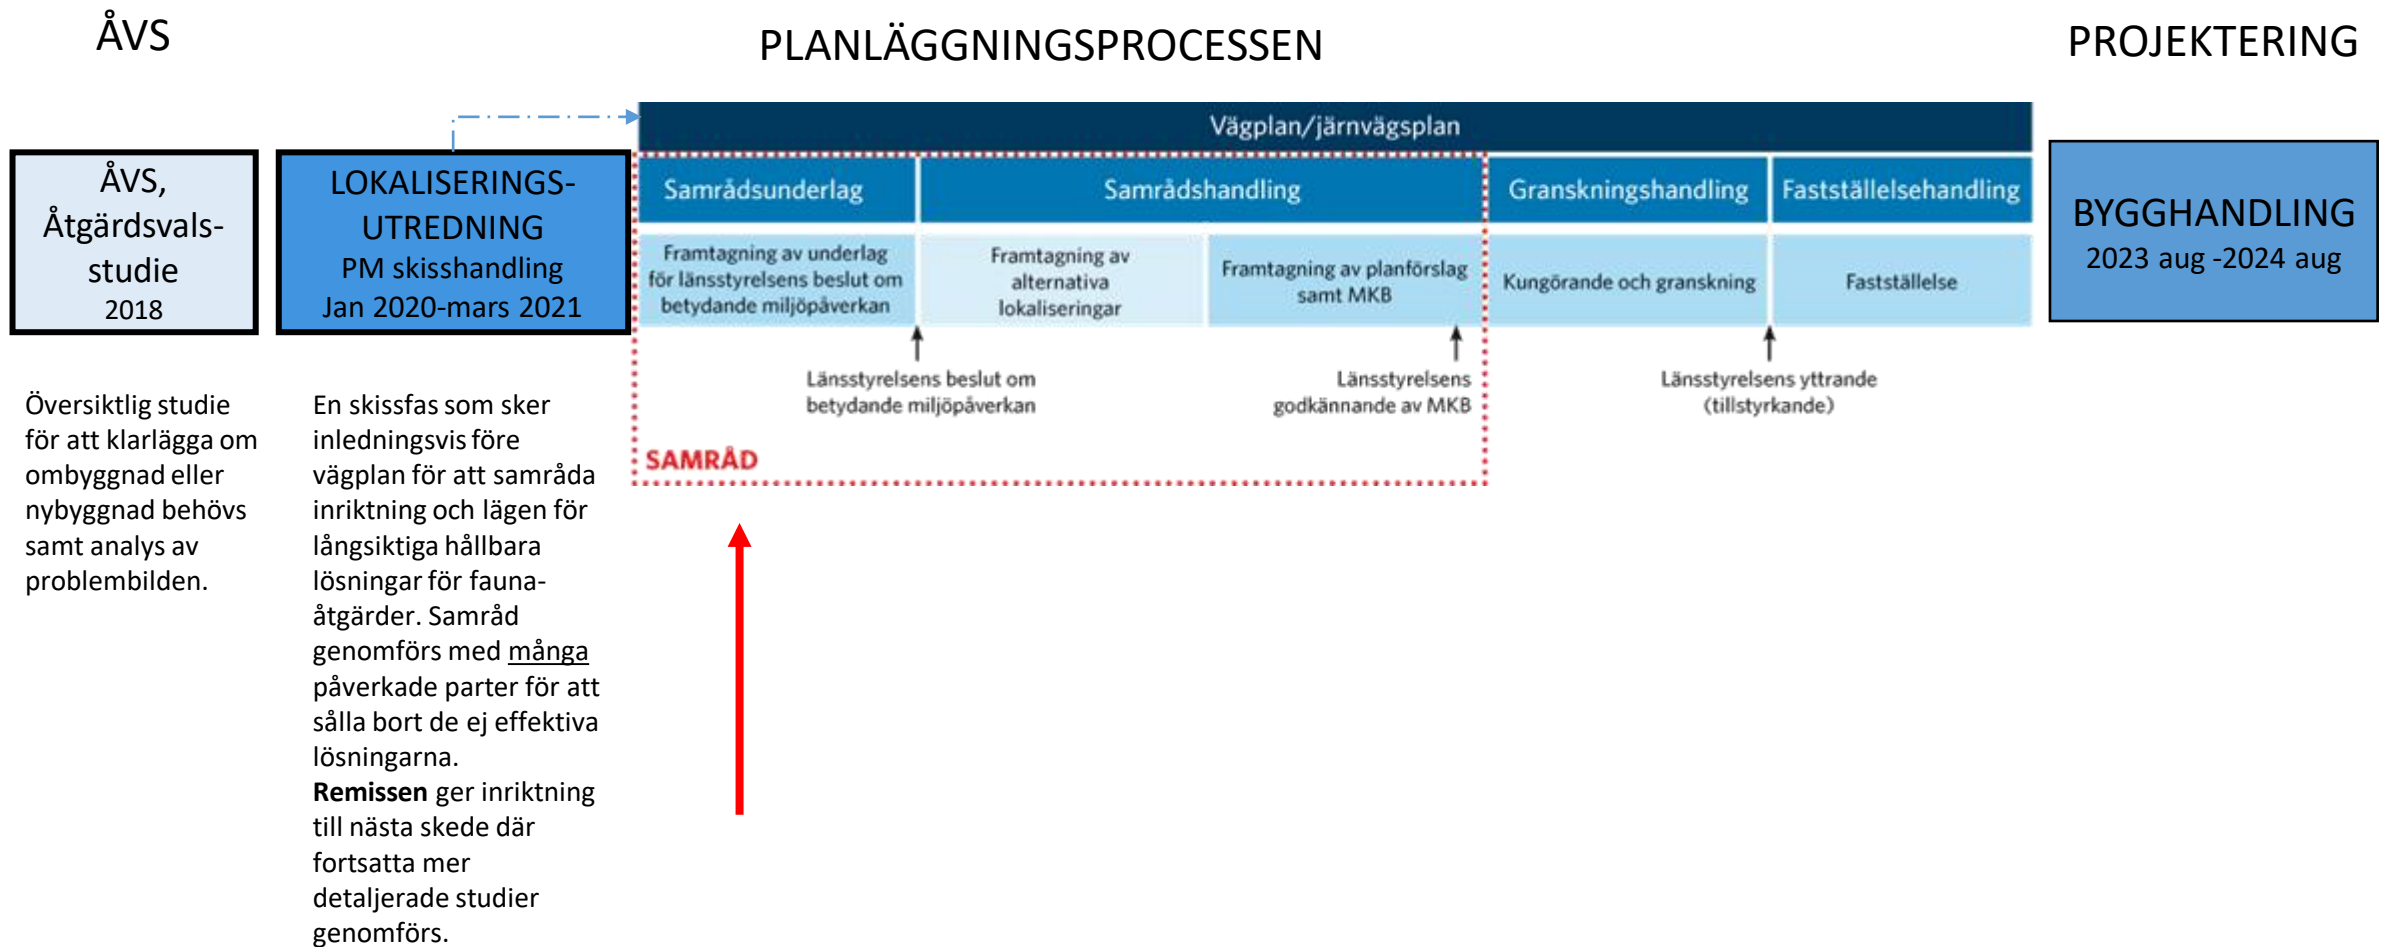 ÅVS
PLANLÄGGNINGSPROCESSEN
PROJEKTERING
ÅVS,
Åtgärdsvals-
studie
2018
LOKALISERINGS-
UTREDNING
PM skisshandling
Jan 2020-mars 2021
Vägplan/järnvägsplan
Samrådsunderlag
Samrådshandling
Granskningshandling
Fastställelsehandling
Framtagning av underlag
för länsstyrelsens beslut om
betydande miljöpåverkan
Framtagning av
alternativa
lokaliseringar
Framtagning av planförslag
samt MKB
Kungörande och granskning
Fastställelse
BYGGHANDLING
2023 aug -2024 aug
Länsstyrelsens beslut om
betydande miljöpåverkan
Länsstyrelsens
godkännande av MKB
Länsstyrelsens yttrande
(tillstyrkande)
SAMRÅD
Översiktlig studie
för att klarlägga om
ombyggnad eller
nybyggnad behövs
samt analys av
problembilden.
En skissfas som sker
inledningsvis före
vägplan för att samråda
inriktning och lägen för
långsiktiga hållbara
lösningar för fauna-
åtgärder. Samråd
genomförs med många
påverkade parter för att
sålla bort de ej effektiva
lösningarna.
Remissen ger inriktning
till nästa skede där
fortsatta mer
detaljerade studier
genomförs.